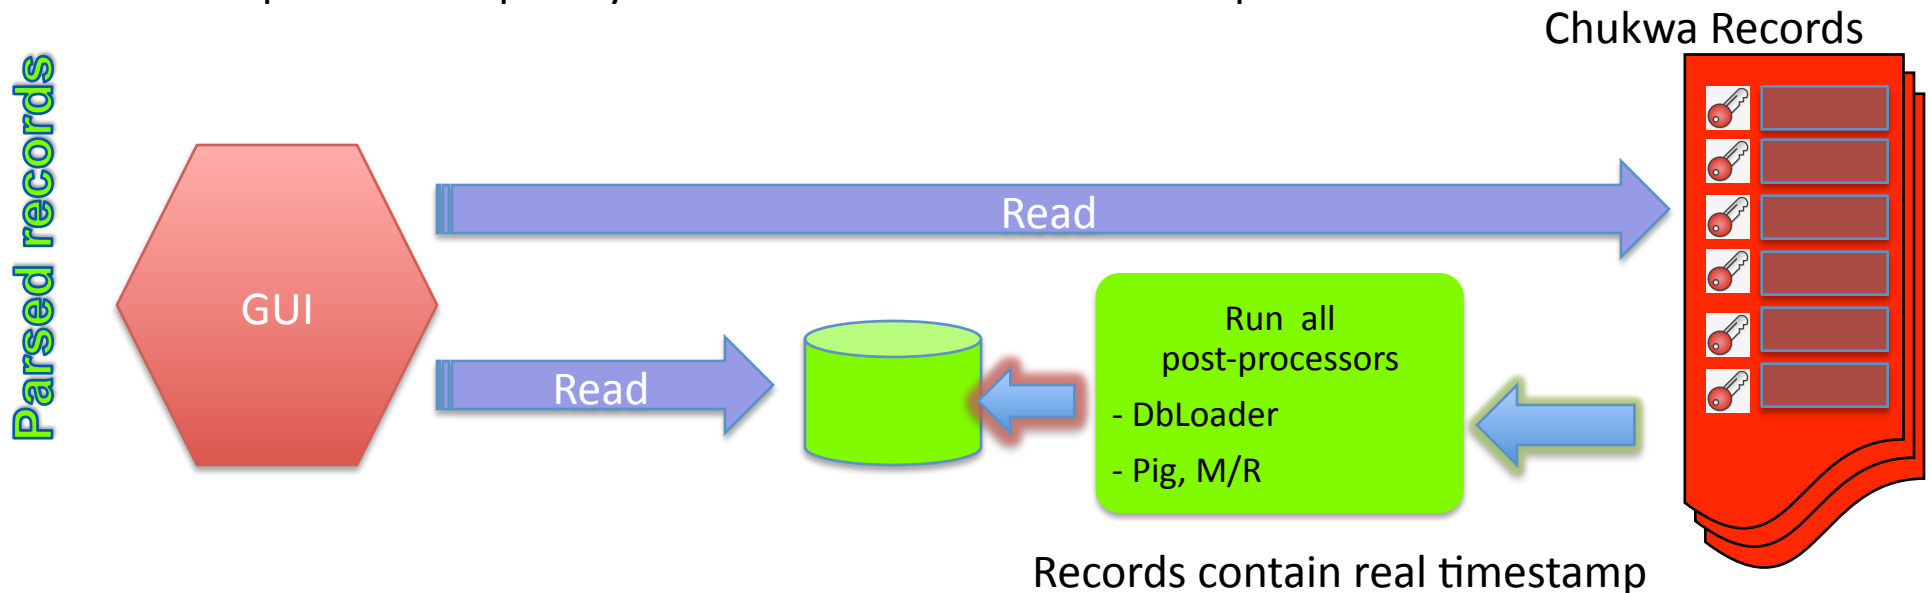 Chukwa Records
Parsed records
Read
GUI
Run all
post-processors
- DbLoader
- Pig, M/R
Read
Records contain real timestamp